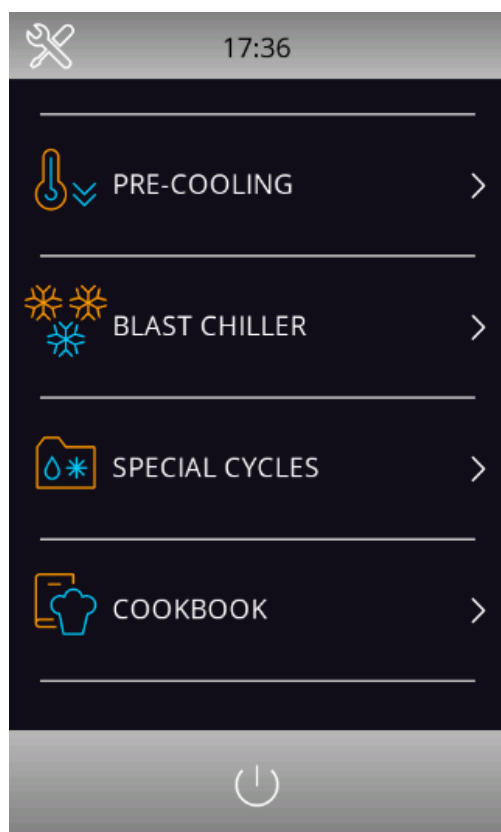 17:36
PRE-COOLING
BLAST CHILLER
SPECIAL CYCLES
COOKBOOK